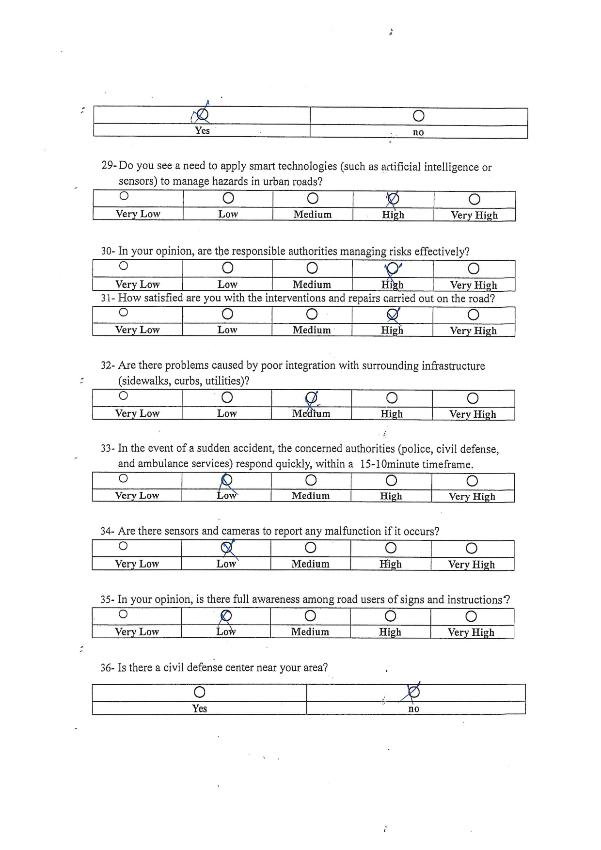 Yes no
29- Do you see a need to apply smart technologies (such as artificial intelligence or
sensors) to manage hazards in urban roads?
Very Low Low Medium High Very High
30- In your opinion, are the responsible authorities managing risks effectively?
Very Low Low Medium High Very High
31- How satisfied are you with the interventions and repairs carried out on the road?
Very Low Low Medium High Very High
32- Are there problems caused by poor integration with surrounding infrastructure
(sidewalks, curbs, utilities)?
Very Low Low Medium High Very High
33- In the event of a sudden accident, the concerned authorities (police, civil defense,
and ambulance services) respond quickly, within a 15-10minute timeframe.
Very Low Low Medium High Very High
34- Are there sensors and cameras to report any malfunction if it occurs?
Very Low Low Medium High Very High
35- In your opinion, is there full awareness among road users of signs and instructions?
Very Low Low Medium High Very High
36- Is there a civil defense center near your area?
Yes no